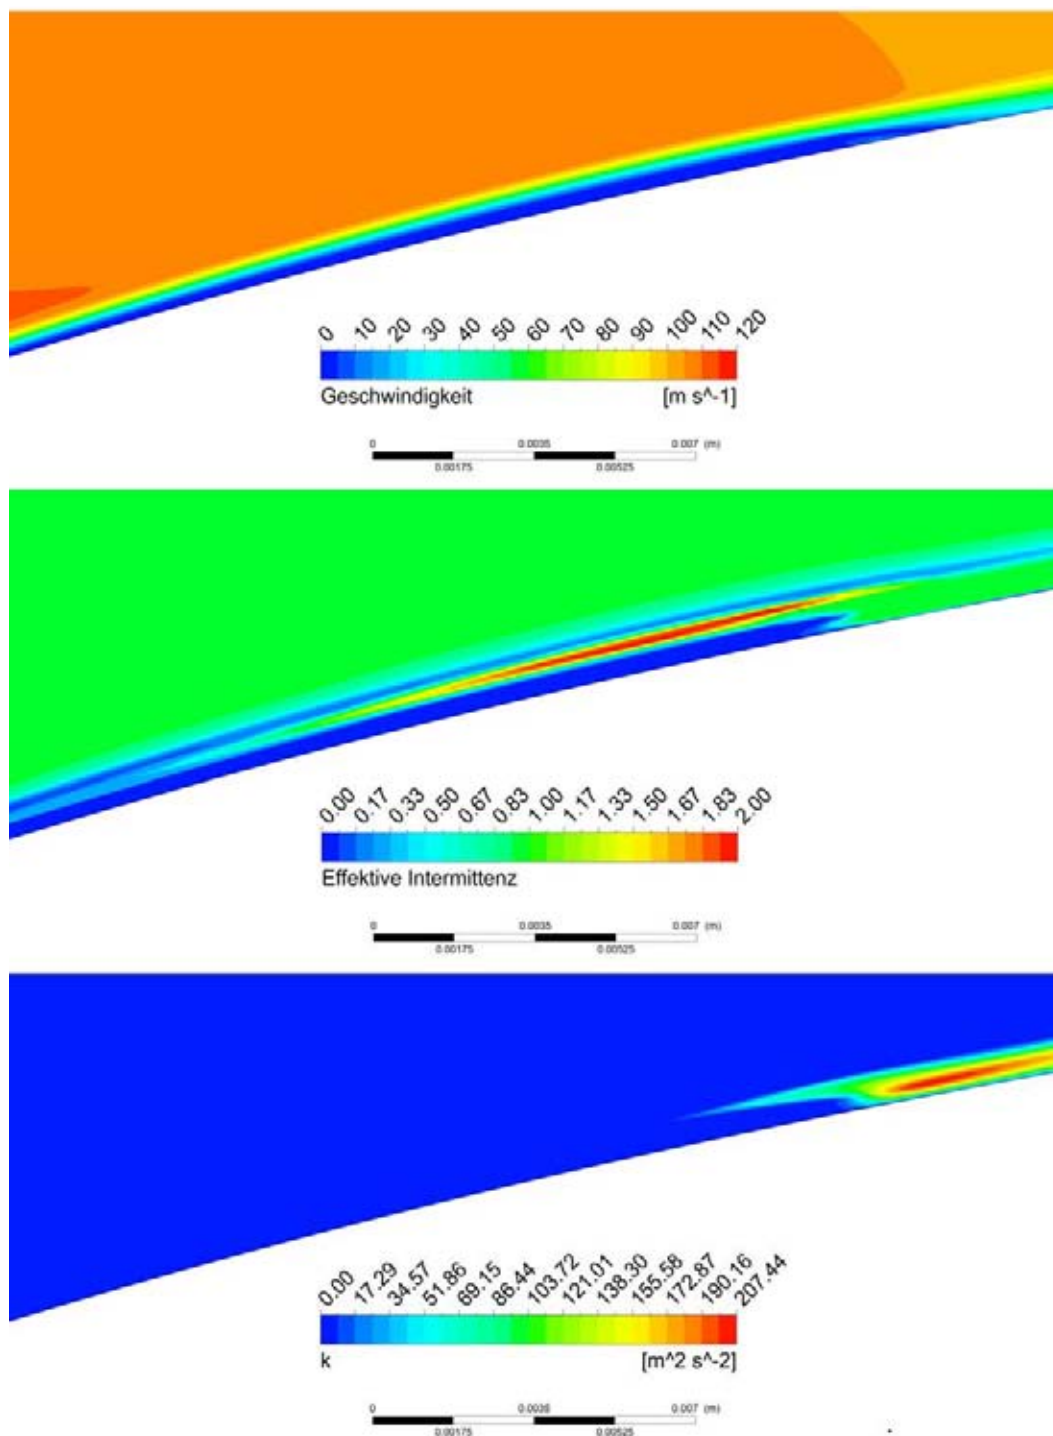 0 10 20 30 40 50 60 70 80 90 100 110 120
Geschwindigkeit [m s^-1]
0 0.0035 0.007 (m)
0.00175 0.00525
0.00 0.17 0.33 0.50 0.67 0.83 1.00 1.17 1.33 1.50 1.67 1.83 2.00
Effektive Intermittenz
0 0.0035 0.007 (m)
0.00175 0.00525
0.00 17.29 34.57 51.86 69.15 86.44 103.72 121.01 138.30 155.58 172.87 190.16 207.44
k [m^2 s^-2]
0 0.0035 0.007 (m)
0.00175 0.00525